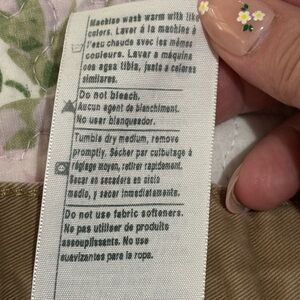 Machine wash warm with like
colors. Laver à la machine à
l'eau chaude avec les mêmes
couleurs. Lavar a máquina
con agua tibia, junto a colores
similares.
Do not bleach.
Aucun agent de blanchiment.
No usar blanqueador.
Tumble dry medium, remove
promptly. Sécher par culbutage à
réglage moyen, retirer rapidement.
Secar en secadora en ciclo
medio, y sacar inmediatamente.
Do not use fabric softeners.
Ne pas utiliser de produits
assouplissants. No use
suavizantes para la ropa.